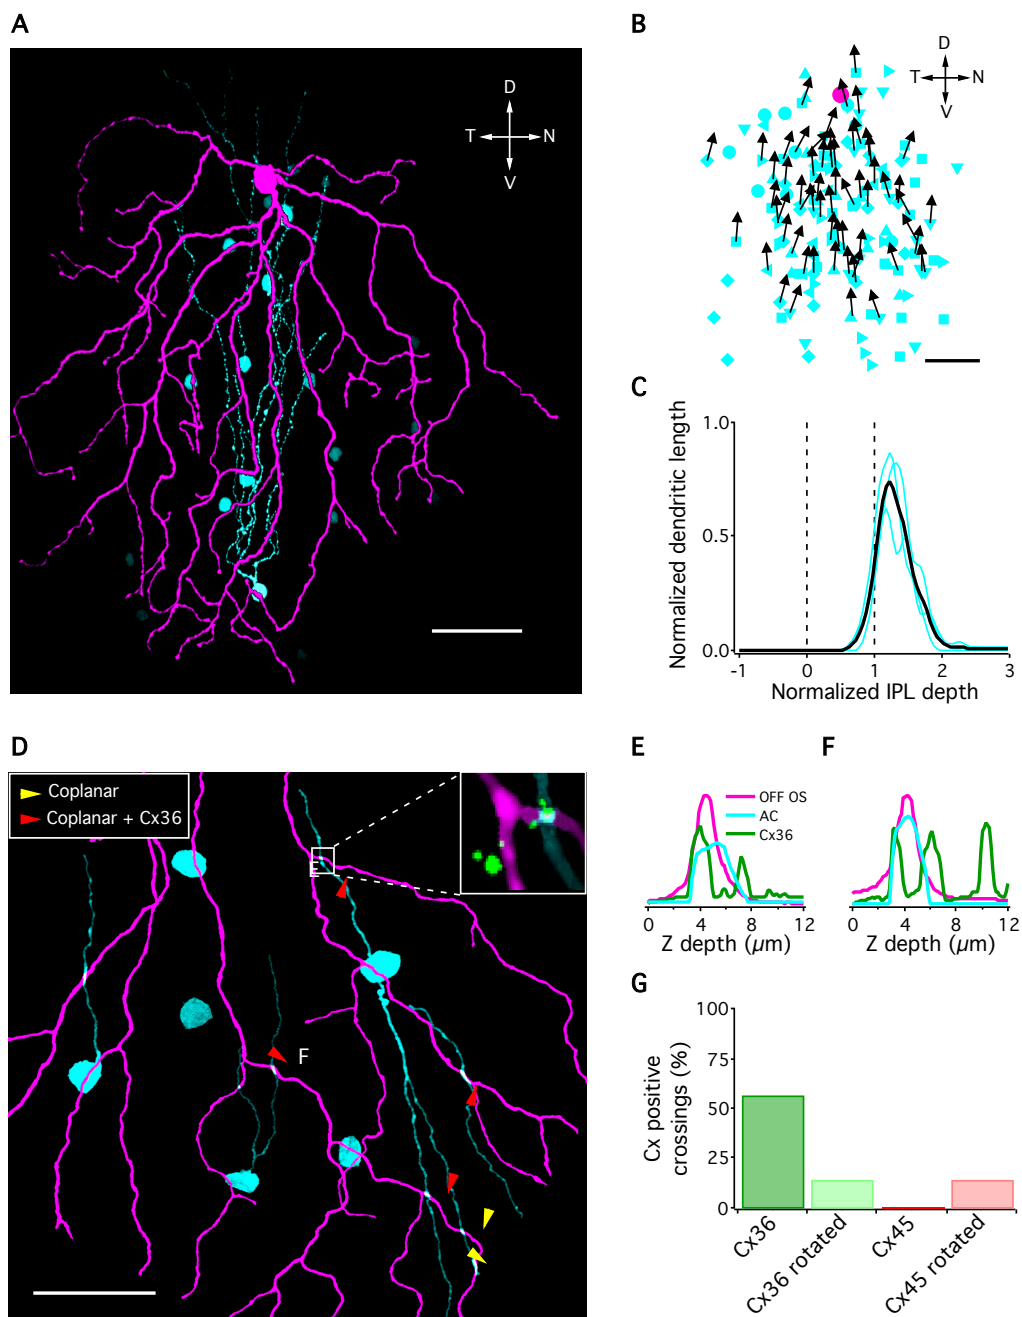 A
D
T N
V
B
D
T N
V
C
Normalized dendritic length
1.0
0.5
0.0
-1 0 1 2 3
Normalized IPL depth
D
Coplanar
Coplanar + Cx36
E
F
E
OFF OS
AC
Cx36
0 4 8 12
Z depth (µm)
F
0 4 8 12
Z depth (µm)
G
Cx positive
crossings (%)
100
75
50
25
0
Cx36
Cx36 rotated
Cx45
Cx45 rotated